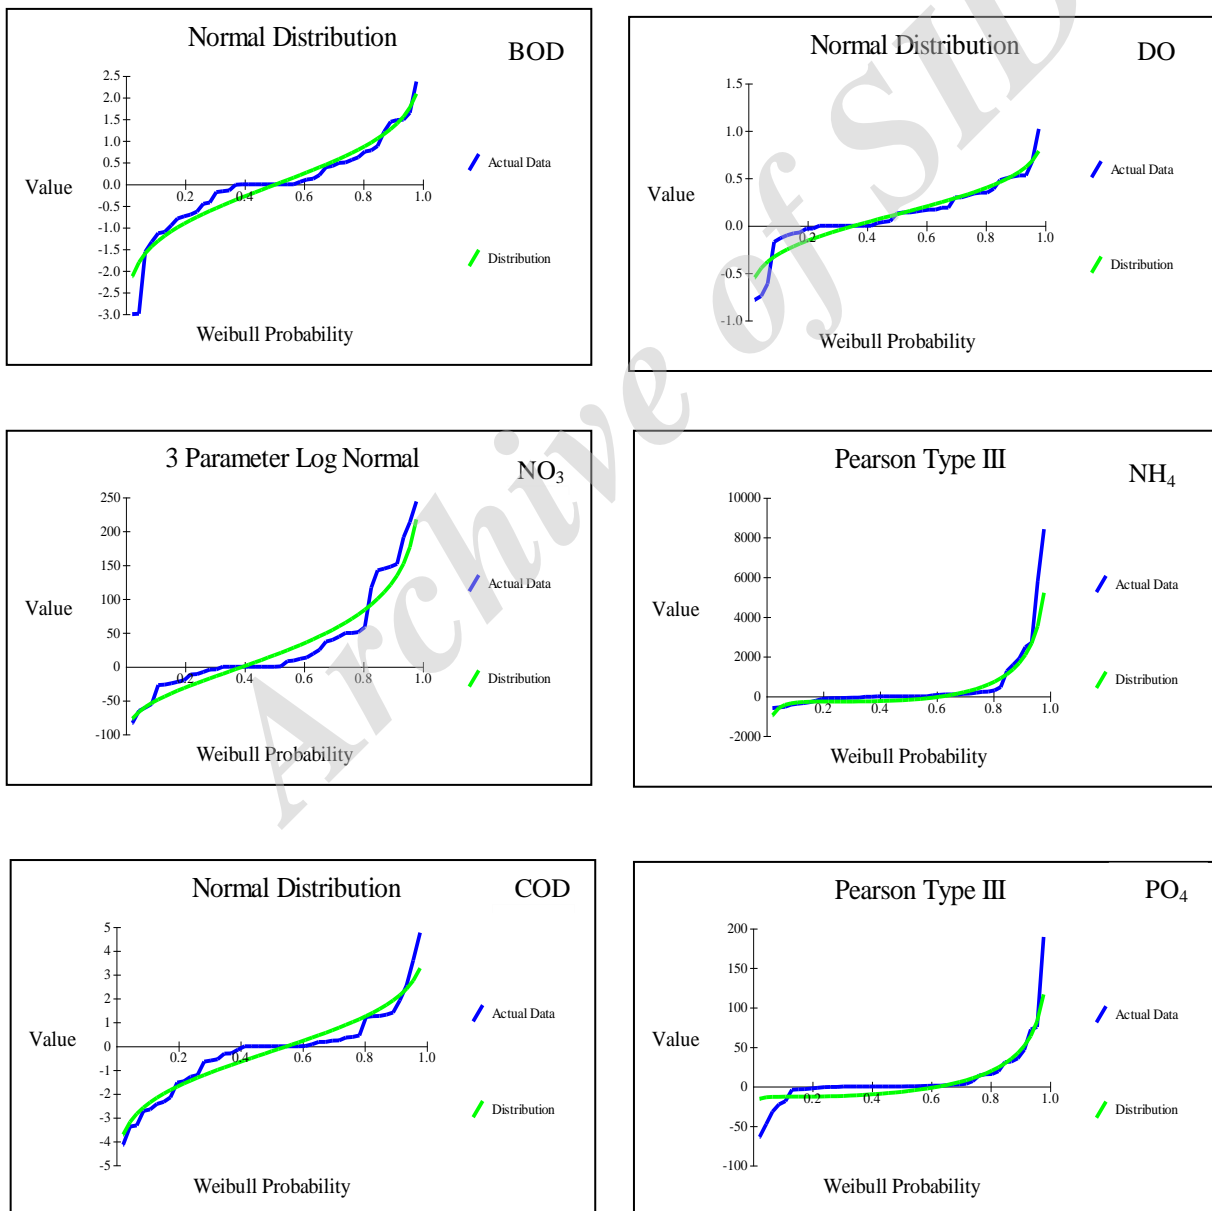 Normal Distribution
BOD
2.5
2.0
1.5
1.0
0.5
0.0
-0.5
-1.0
-1.5
-2.0
-2.5
-3.0
0.2 0.4 0.6 0.8 1.0
Value
Actual Data
Distribution
Weibull Probability
Normal Distribution
DO
1.5
1.0
0.5
0.0
-0.5
-1.0
0.2 0.4 0.6 0.8 1.0
Value
Actual Data
Distribution
Weibull Probability
3 Parameter Log Normal
NO₃
250
200
150
100
50
0
-50
-100
0.2 0.4 0.6 0.8 1.0
Value
Actual Data
Distribution
Weibull Probability
Pearson Type III
NH₄
10000
8000
6000
4000
2000
0
-2000
0.2 0.4 0.6 0.8 1.0
Value
Actual Data
Distribution
Weibull Probability
Normal Distribution
COD
5
4
3
2
1
0
-1
-2
-3
-4
-5
0.2 0.4 0.6 0.8 1.0
Value
Actual Data
Distribution
Weibull Probability
Pearson Type III
PO₄
200
150
100
50
0
-50
-100
0.2 0.4 0.6 0.8 1.0
Value
Actual Data
Distribution
Weibull Probability
Archive of SID